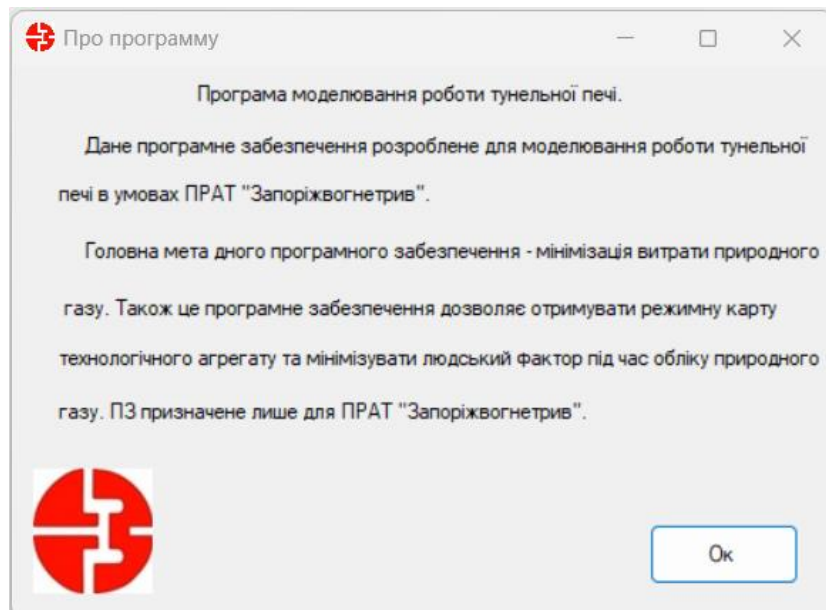 Про программу
Програма моделювання роботи тунельної печі.
Дане програмне забезпечення розроблене для моделювання роботи тунельної
печі в умовах ПРАТ "Запоріжвогнетрив".
Головна мета дного програмного забезпечення - мінімізація витрати природного
газу. Також це програмне забезпечення дозволяє отримувати режимну карту
технологічного агрегату та мінімізувати людський фактор під час обліку природного
газу. ПЗ призначене лише для ПРАТ "Запоріжвогнетрив".
Ок